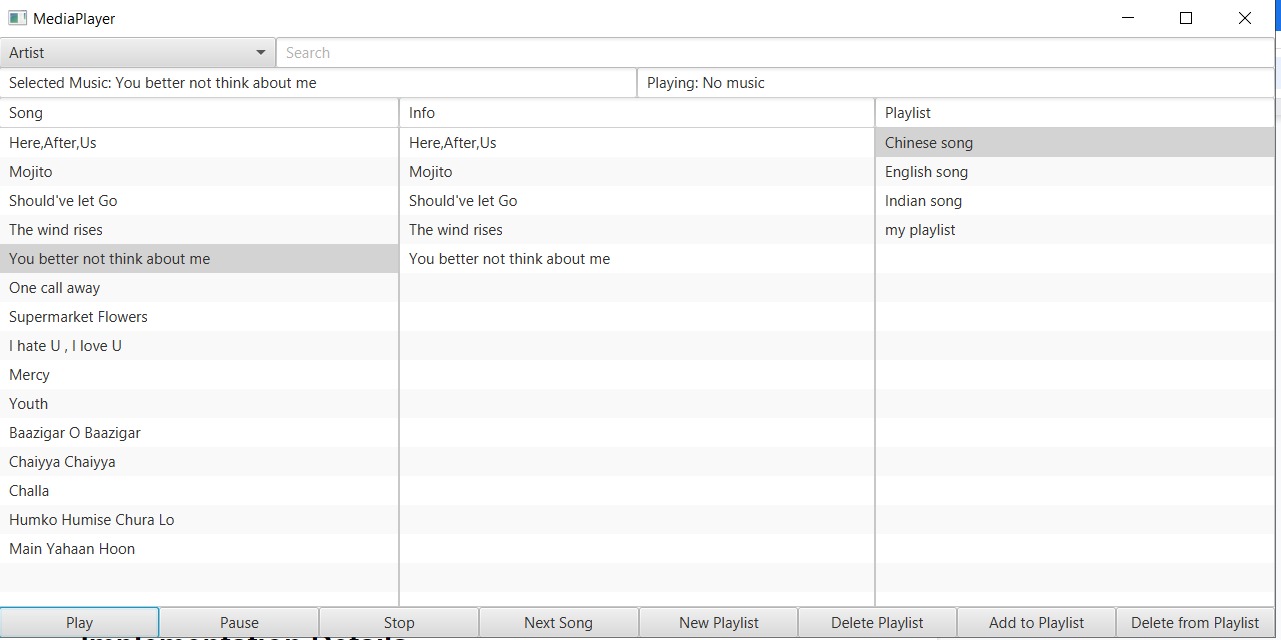 MediaPlayer
Artist Search
Selected Music: You better not think about me Playing: No music
Song Info Playlist
Here,After,Us Here,After,Us Chinese song
Mojito Mojito English song
Should've let Go Should've let Go Indian song
The wind rises The wind rises my playlist
You better not think about me You better not think about me
One call away
Supermarket Flowers
I hate U , I love U
Mercy
Youth
Baazigar O Baazigar
Chaiyya Chaiyya
Challa
Humko Humise Chura Lo
Main Yahaan Hoon
Play Pause Stop Next Song New Playlist Delete Playlist Add to Playlist Delete from Playlist
Implementation Details